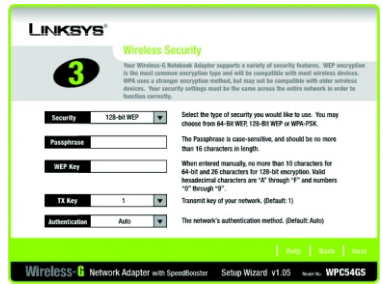 LINKSYS®
Wireless Security
3
Your Wireless-G Notebook Adapter supports a variety of security features. WEP encryption
is the most common encryption type and will be compatible with most wireless devices.
WPA uses a stronger encryption method, but may not be compatible with older wireless
devices. Your security settings must be the same across the entire network in order to
function correctly.
Security 128-bit WEP
Select the type of security you would like to use. You may
choose from 64-Bit WEP, 128-Bit WEP or WPA-PSK.
Passphrase
The Passphrase is case-sensitive, and should be no more
than 16 characters in length.
WEP Key
When entered manually, no more than 10 characters for
64-bit and 26 characters for 128-bit encryption. Valid
hexadecimal characters are "A" through "F" and numbers
"0" through "9".
TX Key 1
Transmit key of your network. (Default: 1)
Authentication Auto
The network's authentication method. (Default: Auto)
Help Back Next
Wireless-G Network Adapter with SpeedBooster Setup Wizard v1.05 Model No. WPC54GS